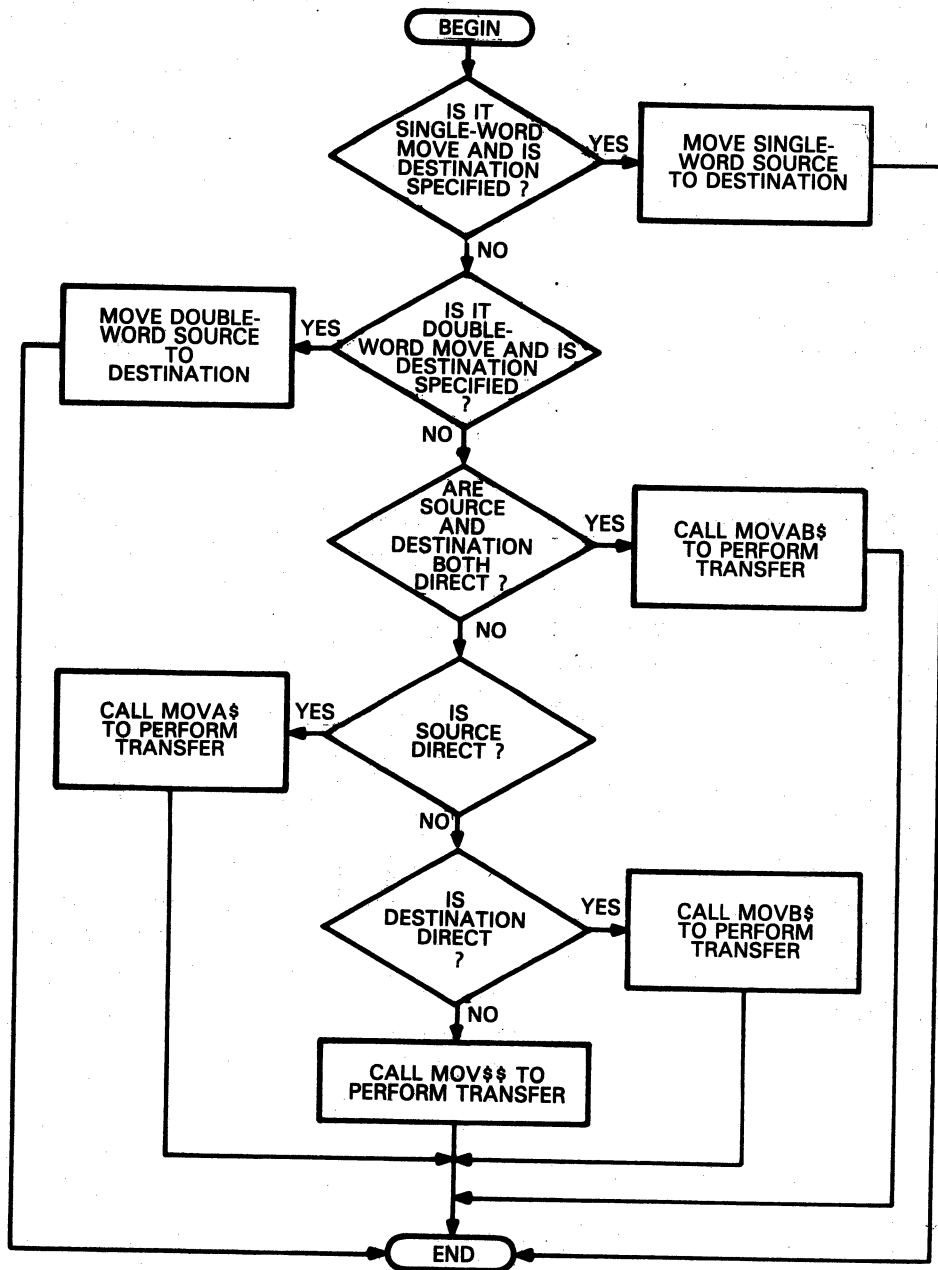 BEGIN
IS IT
SINGLE-WORD
MOVE AND IS
DESTINATION
SPECIFIED ?
YES
MOVE SINGLE-
WORD SOURCE
TO DESTINATION
NO
IS IT
DOUBLE-
WORD MOVE AND IS
DESTINATION
SPECIFIED
?
YES
MOVE DOUBLE-
WORD SOURCE
TO
DESTINATION
NO
ARE
SOURCE
AND
DESTINATION
BOTH
DIRECT ?
YES
CALL MOVAB$
TO PERFORM
TRANSFER
NO
IS
SOURCE
DIRECT ?
YES
CALL MOVA$
TO PERFORM
TRANSFER
NO
IS
DESTINATION
DIRECT
?
YES
CALL MOVB$
TO PERFORM
TRANSFER
NO
CALL MOV$$ TO
PERFORM TRANSFER
END